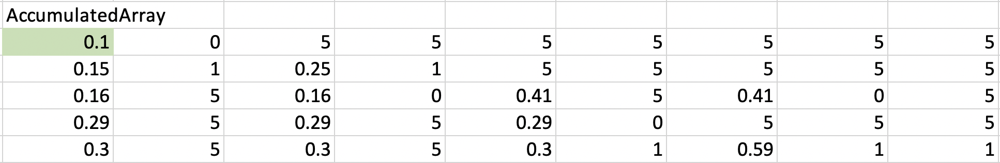 AccumulatedArray
0.1 0 5 5 5 5 5 5 5
0.15 1 0.25 1 5 5 5 5 5
0.16 5 0.16 0 0.41 5 0.41 0 5
0.29 5 0.29 5 0.29 0 5 5 5
0.3 5 0.3 5 0.3 1 0.59 1 1